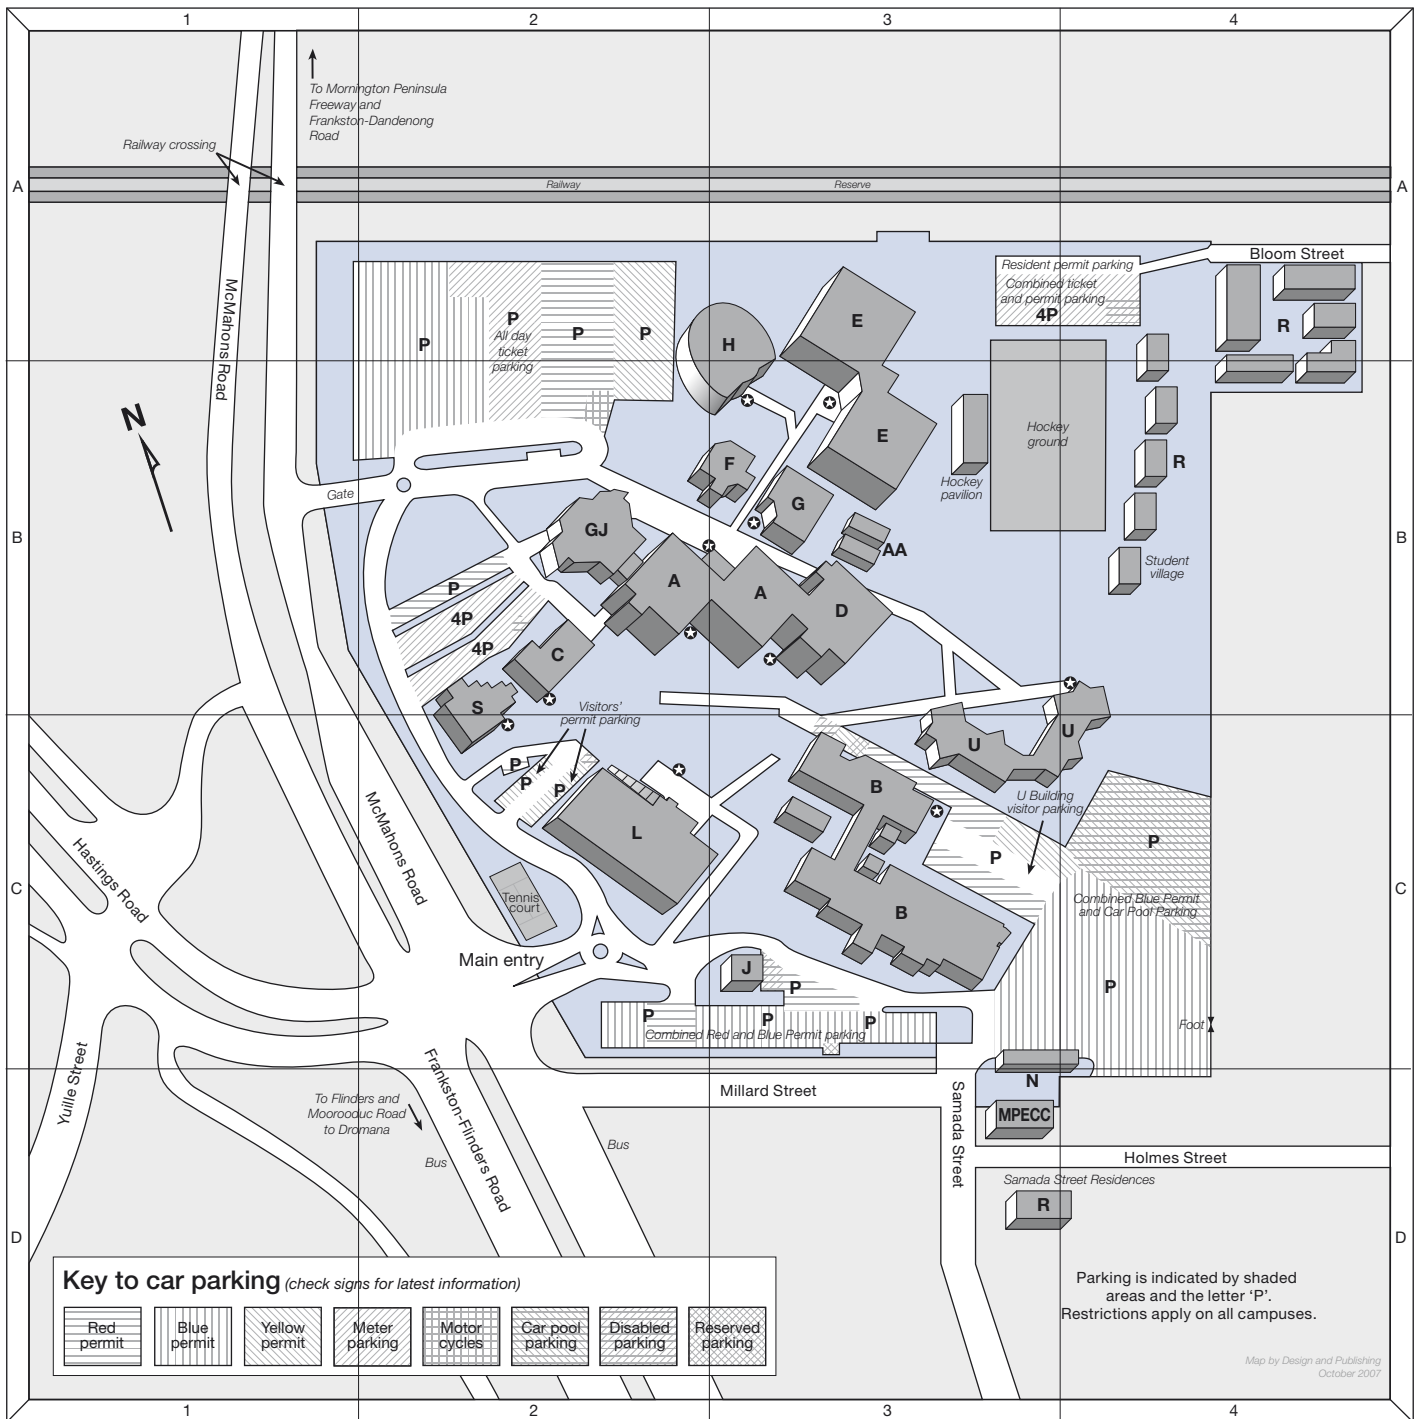 1
2
3
4
To Mornington Peninsula
Freeway and
Frankston-Dandenong
Road
Railway crossing
A
Railway
Reserve
A
Bloom Street
Resident permit parking
Combined ticket
and permit parking
4P
McMahons Road
P
P
All day
ticket
parking
P
P
H
E
R
N
E
Hockey
ground
F
R
Hockey
pavilion
Gate
G
B
GJ
B
AA
Student
village
P
A
A
D
4P
4P
C
S
Visitors'
permit parking
U
U
P
P
P
B
U Building
visitor parking
McMahons Road
L
Hastings Road
P
P
C
C
Tennis
court
Combined Blue Permit
and Car Pool Parking
B
Main entry
J
P
P
P
P
P
Combined Red and Blue Permit parking
Foot
Yuille Street
N
Millard Street
To Flinders and
Moorooduc Road
to Dromana
Frankston-Flinders Road
Samada Street
MPECC
Bus
Bus
Holmes Street
Samada Street Residences
R
D
D
Key to car parking (check signs for latest information)
Red
permit
Blue
permit
Yellow
permit
Meter
parking
Motor
cycles
Car pool
parking
Disabled
parking
Reserved
parking
Parking is indicated by shaded
areas and the letter ‘P’.
Restrictions apply on all campuses.
Map by Design and Publishing
October 2007
1
2
3
4